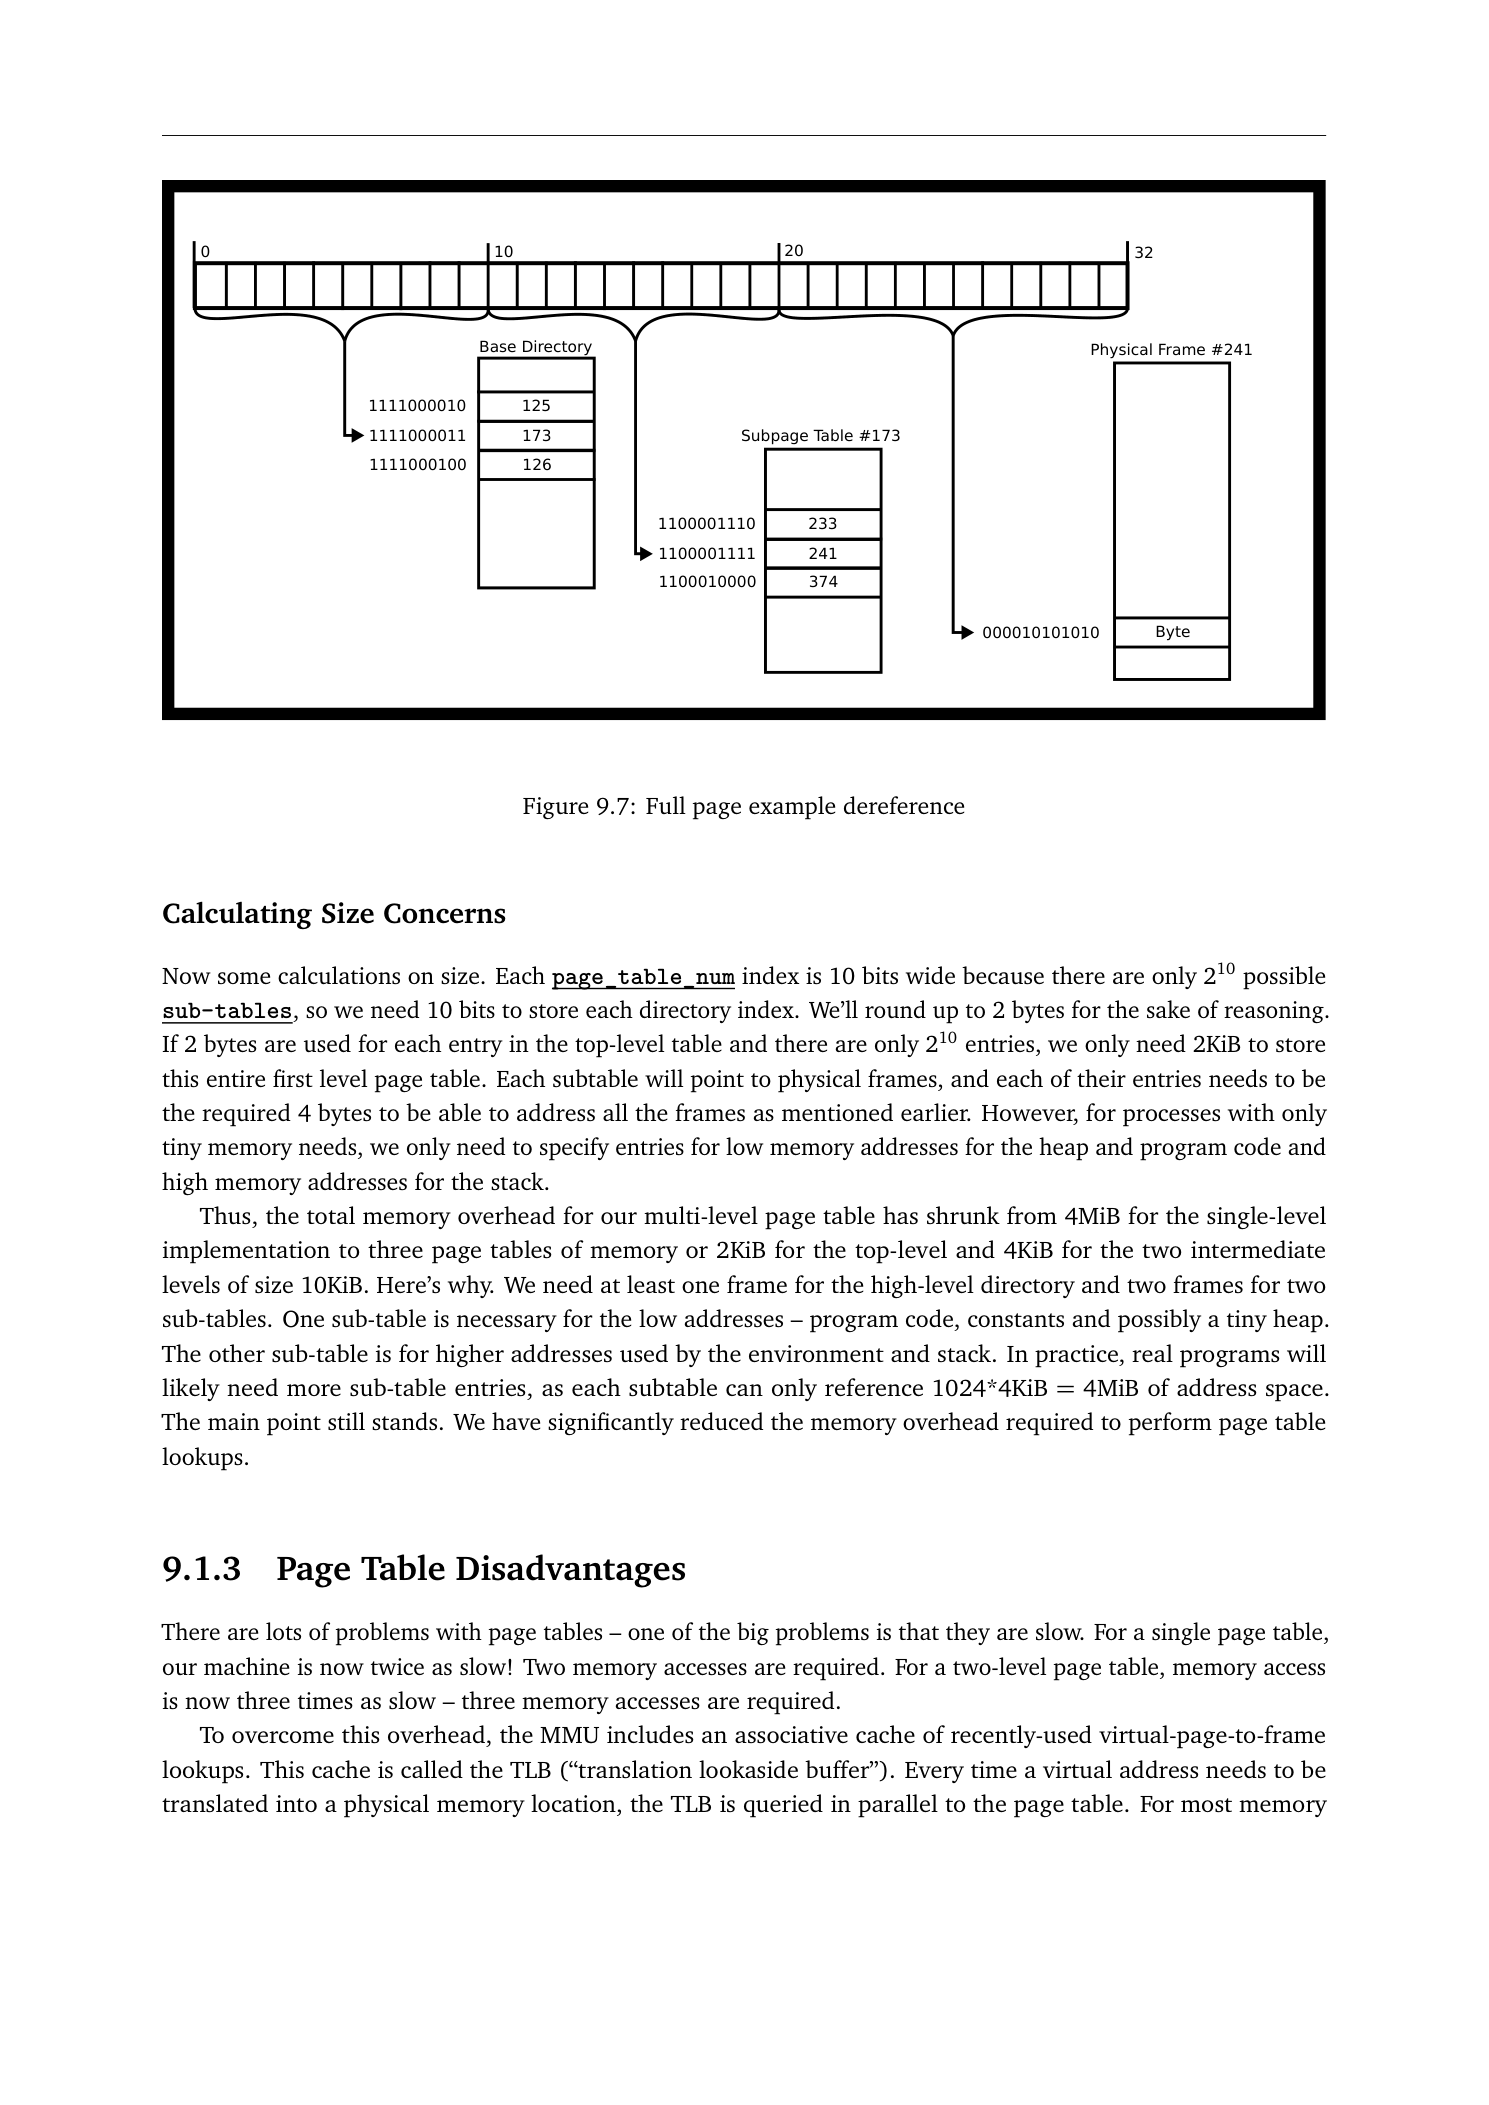 0 10 20 32
Base Directory
Physical Frame #241
1111000010 125
1111000011 173
1111000100 126
Subpage Table #173
1100001110 233
1100001111 241
1100010000 374
000010101010 Byte
Figure 9.7: Full page example dereference
Calculating Size Concerns
Now some calculations on size. Each page_table_num index is 10 bits wide because there are only 2^10 possible
sub-tables, so we need 10 bits to store each directory index. We’ll round up to 2 bytes for the sake of reasoning.
If 2 bytes are used for each entry in the top-level table and there are only 2^10 entries, we only need 2KiB to store
this entire first level page table. Each subtable will point to physical frames, and each of their entries needs to be
the required 4 bytes to be able to address all the frames as mentioned earlier. However, for processes with only
tiny memory needs, we only need to specify entries for low memory addresses for the heap and program code and
high memory addresses for the stack.
Thus, the total memory overhead for our multi-level page table has shrunk from 4MiB for the single-level
implementation to three page tables of memory or 2KiB for the top-level and 4KiB for the two intermediate
levels of size 10KiB. Here’s why. We need at least one frame for the high-level directory and two frames for two
sub-tables. One sub-table is necessary for the low addresses – program code, constants and possibly a tiny heap.
The other sub-table is for higher addresses used by the environment and stack. In practice, real programs will
likely need more sub-table entries, as each subtable can only reference 1024*4KiB = 4MiB of address space.
The main point still stands. We have significantly reduced the memory overhead required to perform page table
lookups.
9.1.3 Page Table Disadvantages
There are lots of problems with page tables – one of the big problems is that they are slow. For a single page table,
our machine is now twice as slow! Two memory accesses are required. For a two-level page table, memory access
is now three times as slow – three memory accesses are required.
To overcome this overhead, the MMU includes an associative cache of recently-used virtual-page-to-frame
lookups. This cache is called the TLB (“translation lookaside buffer”). Every time a virtual address needs to be
translated into a physical memory location, the TLB is queried in parallel to the page table. For most memory